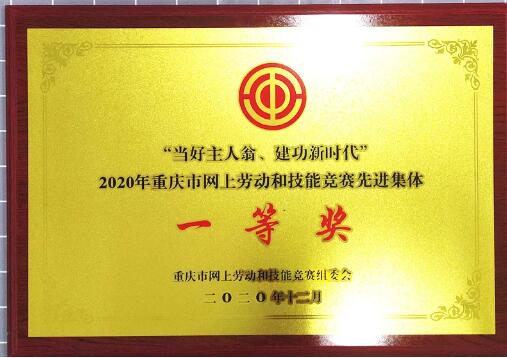 “当好主人翁、建功新时代”
2020年重庆市网上劳动和技能竞赛先进集体
一等奖
重庆市网上劳动和技能竞赛组委会
二〇二〇年十二月